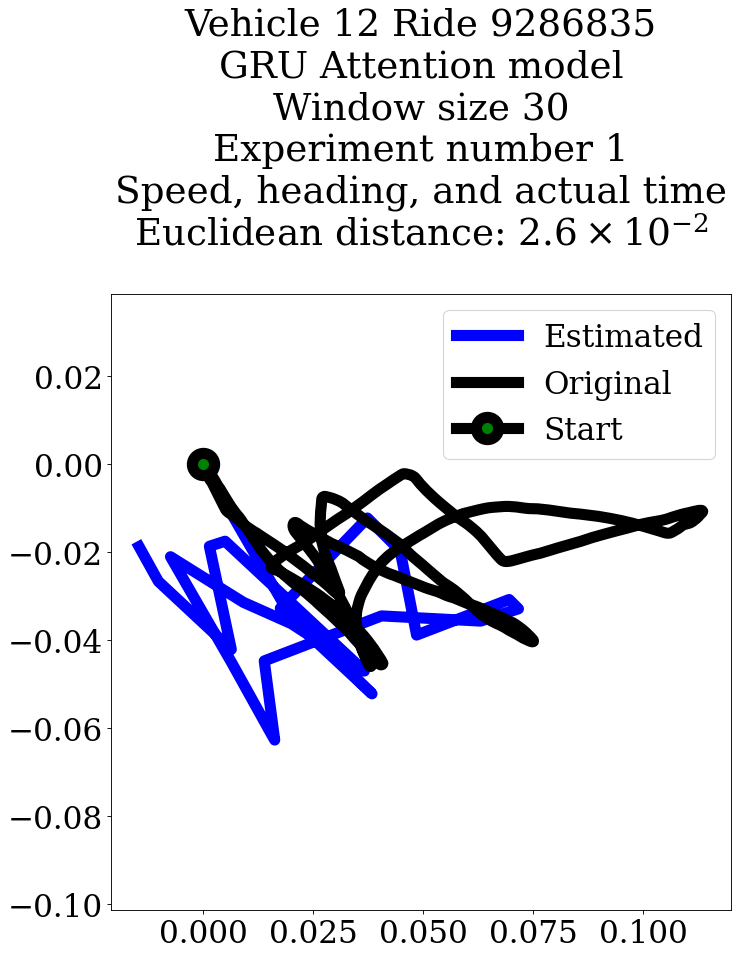 Vehicle 12 Ride 9286835
GRU Attention model
Window size 30
Experiment number 1
Speed, heading, and actual time
Euclidean distance: 2.6 × 10⁻²
Estimated
Original
Start
0.02
0.00
−0.02
−0.04
−0.06
−0.08
−0.10
0.000 0.025 0.050 0.075 0.100